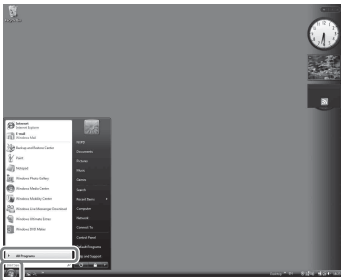 Internet
Internet Explorer
E-mail
Windows Mail
Backup and Restore Center
Paint
Notepad
Windows Photo Gallery
Windows Media Center
Windows Mobility Center
Windows Live Messenger Download
Windows Ultimate Extras
Windows DVD Maker
All Programs
Documents
Pictures
Music
Games
Search
Recent Items
Computer
Network
Connect To
Control Panel
Default Programs
Help and Support